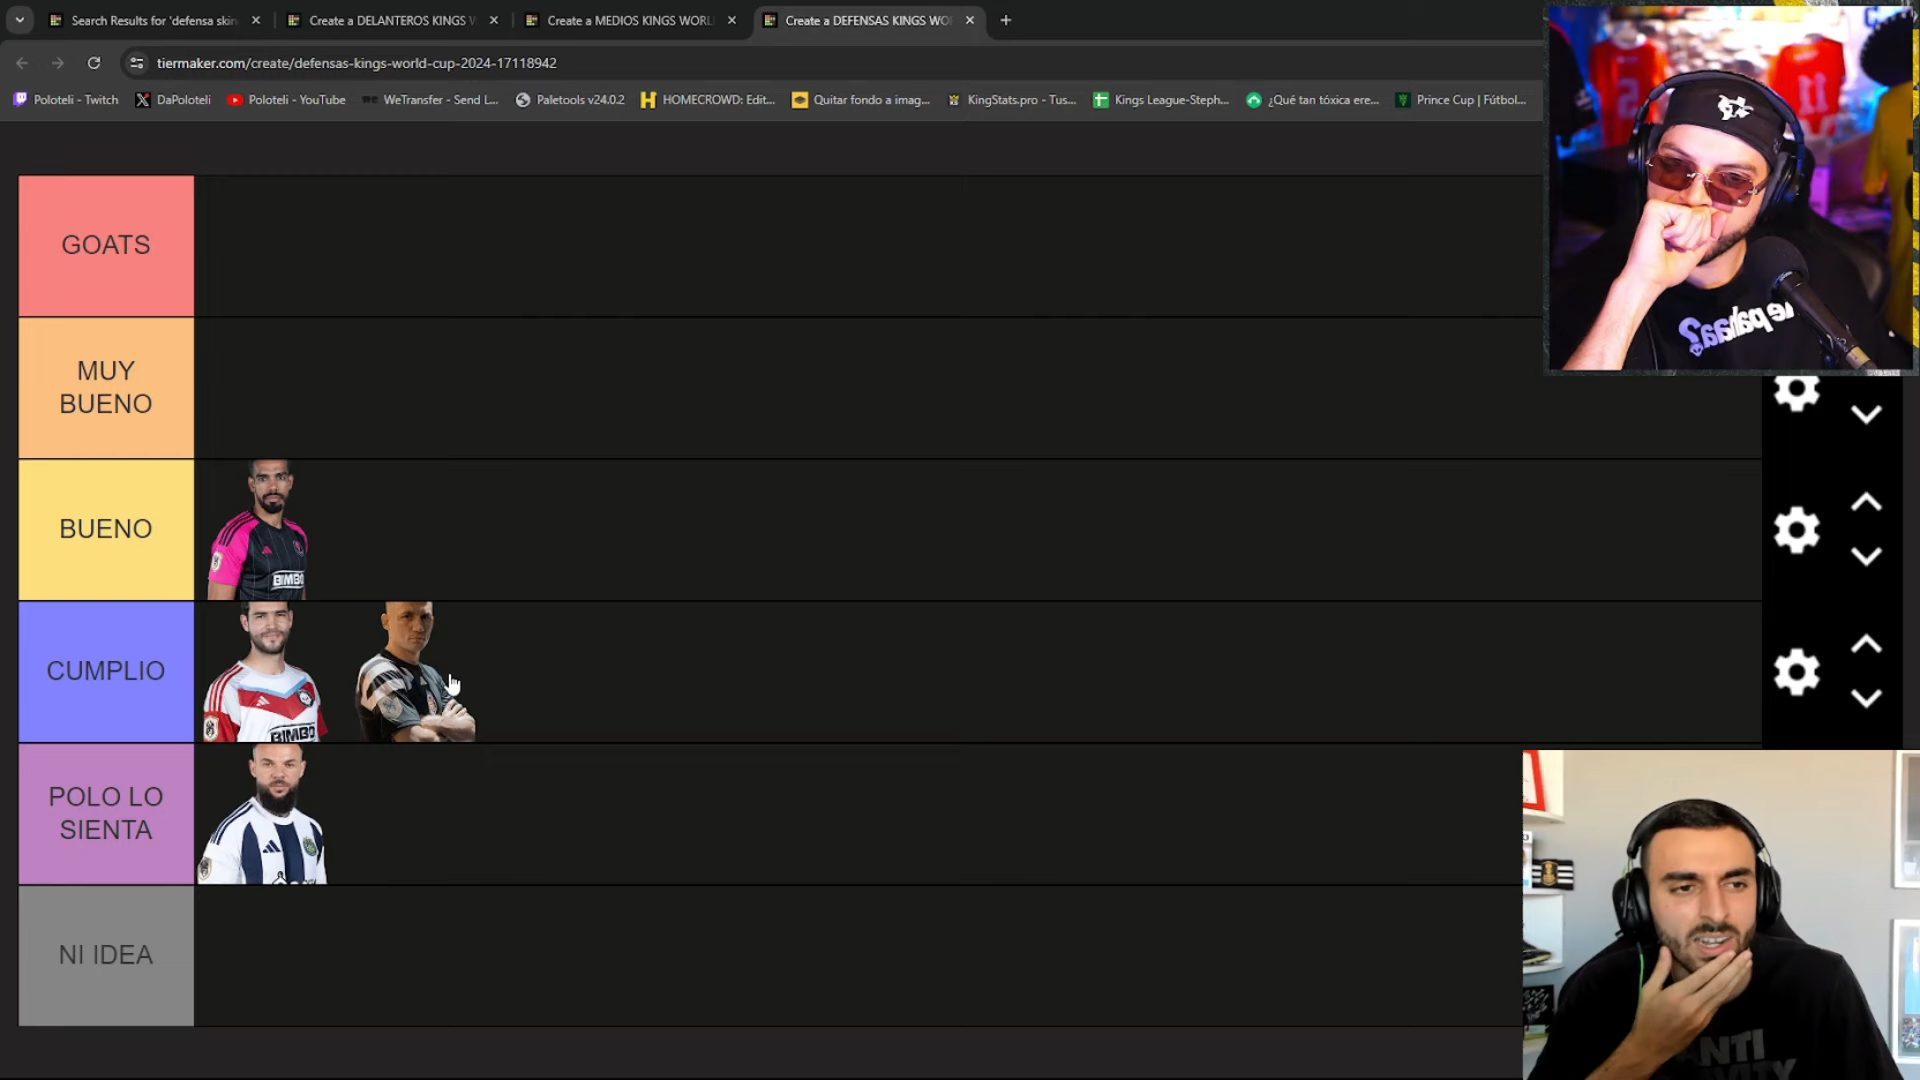 Search Results for 'defensa skin
Create a DELANTEROS KINGS W
Create a MEDIOS KINGS WORL
Create a DEFENSAS KINGS WO
tiermaker.com/create/defensas-kings-world-cup-2024-17118942
Poloteli - Twitch
DaPoloteli
Poloteli - YouTube
WeTransfer - Send L...
Paletools v24.0.2
HOMECROWD: Edit...
Quitar fondo a imag...
KingStats.pro - Tus...
Kings League-Steph...
¿Qué tan tóxica ere...
Prince Cup | Fútbol...
GOATS
MUY
BUENO
BUENO
BIMBO
CUMPLIO
BIMBO
POLO LO
SIENTA
NI IDEA
¿e pahaa?
ANTI